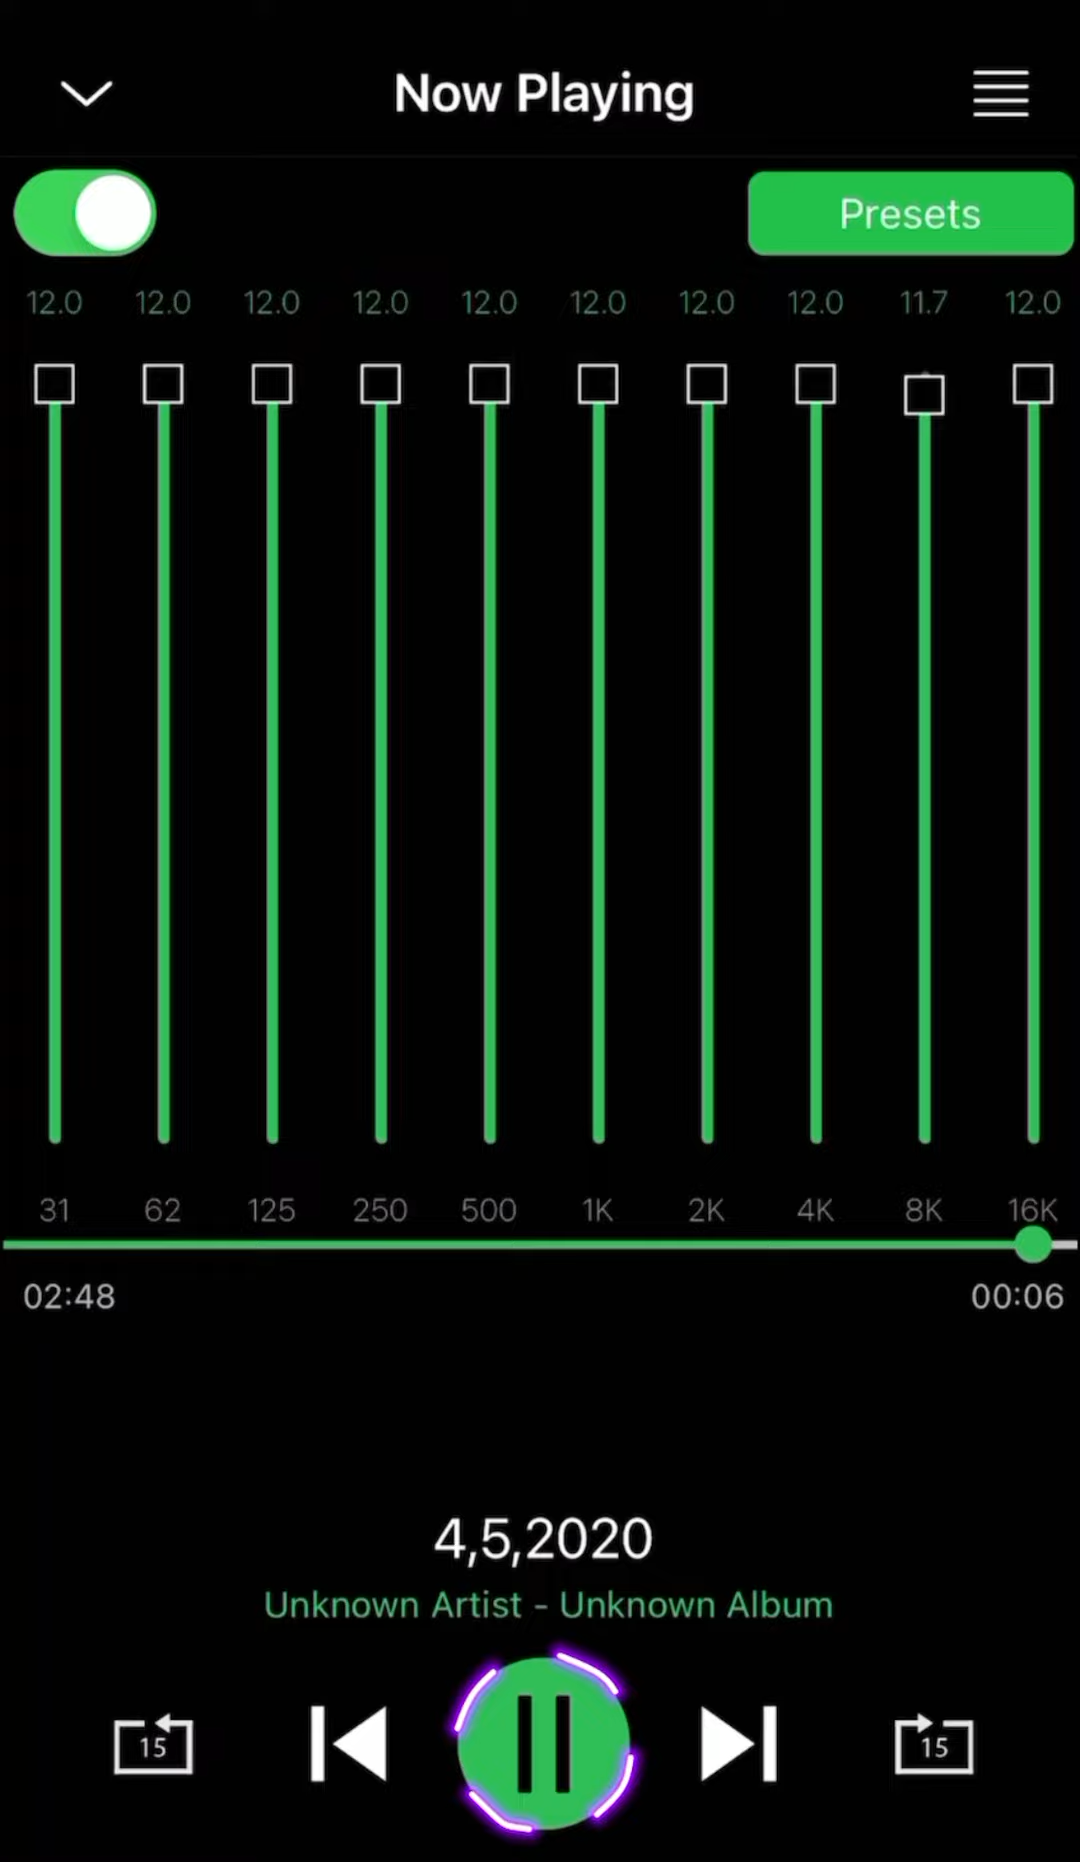 Now Playing
Presets
12.0 12.0 12.0 12.0 12.0 12.0 12.0 12.0 11.7 12.0
31 62 125 250 500 1K 2K 4K 8K 16K
02:48 00:06
4,5,2020
Unknown Artist - Unknown Album
15 15